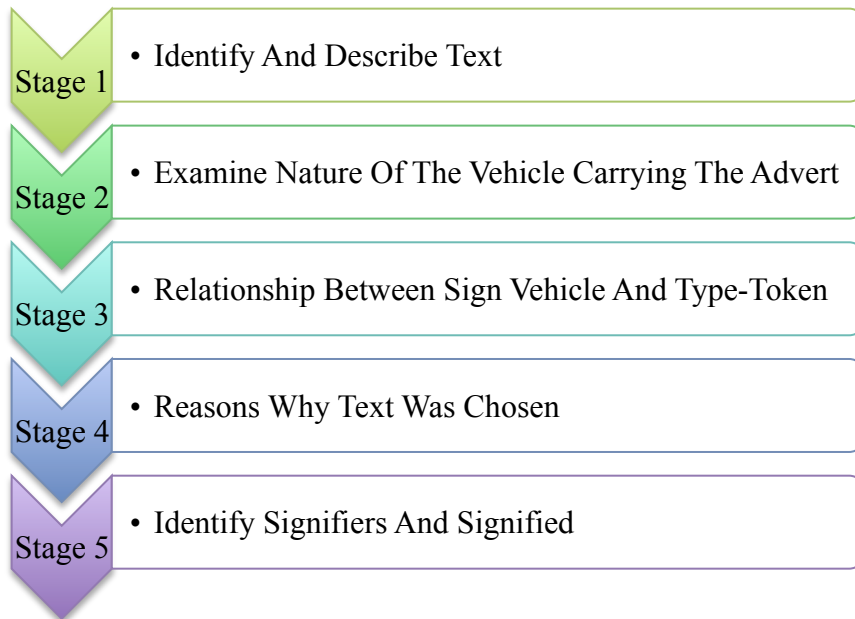 Stage 1
• Identify And Describe Text
Stage 2
• Examine Nature Of The Vehicle Carrying The Advert
Stage 3
• Relationship Between Sign Vehicle And Type-Token
Stage 4
• Reasons Why Text Was Chosen
Stage 5
• Identify Signifiers And Signified